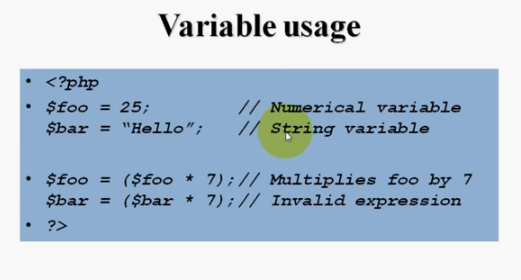 Variable usage
• <?php
• $foo = 25; // Numerical variable
$bar = “Hello”; // String variable
• $foo = ($foo * 7);// Multiplies foo by 7
$bar = ($bar * 7);// Invalid expression
• ?>